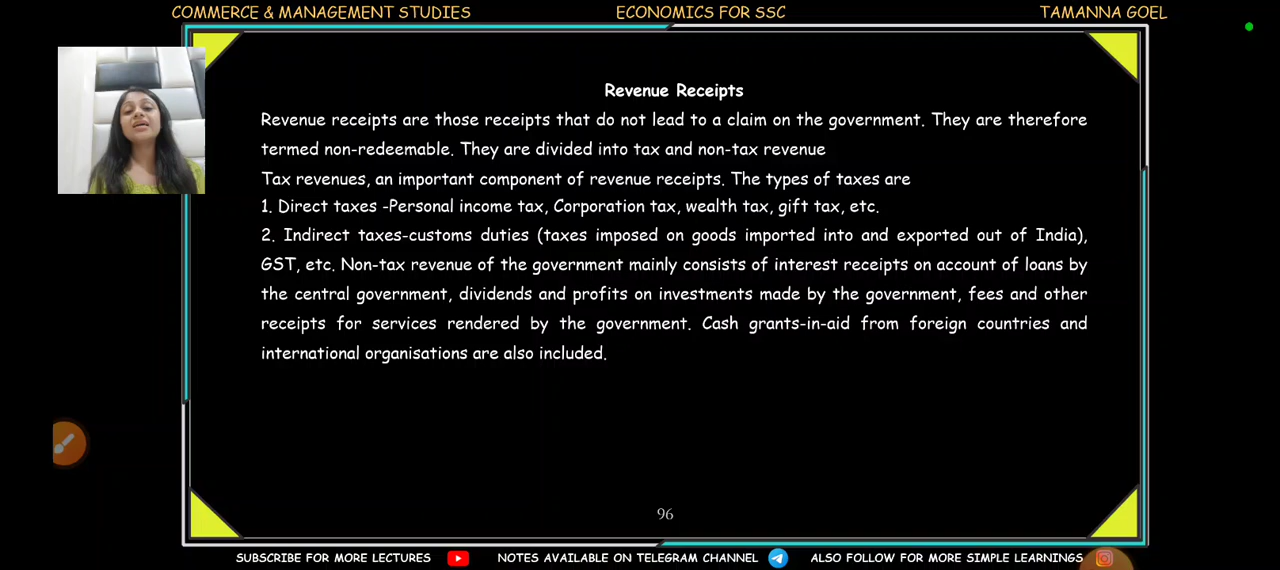 COMMERCE & MANAGEMENT STUDIES ECONOMICS FOR SSC TAMANNA GOEL
Revenue Receipts
Revenue receipts are those receipts that do not lead to a claim on the government. They are therefore
termed non-redeemable. They are divided into tax and non-tax revenue
Tax revenues, an important component of revenue receipts. The types of taxes are
1. Direct taxes -Personal income tax, Corporation tax, wealth tax, gift tax, etc.
2. Indirect taxes-customs duties (taxes imposed on goods imported into and exported out of India),
GST, etc. Non-tax revenue of the government mainly consists of interest receipts on account of loans by
the central government, dividends and profits on investments made by the government, fees and other
receipts for services rendered by the government. Cash grants-in-aid from foreign countries and
international organisations are also included.
96
SUBSCRIBE FOR MORE LECTURES NOTES AVAILABLE ON TELEGRAM CHANNEL ALSO FOLLOW FOR MORE SIMPLE LEARNINGS